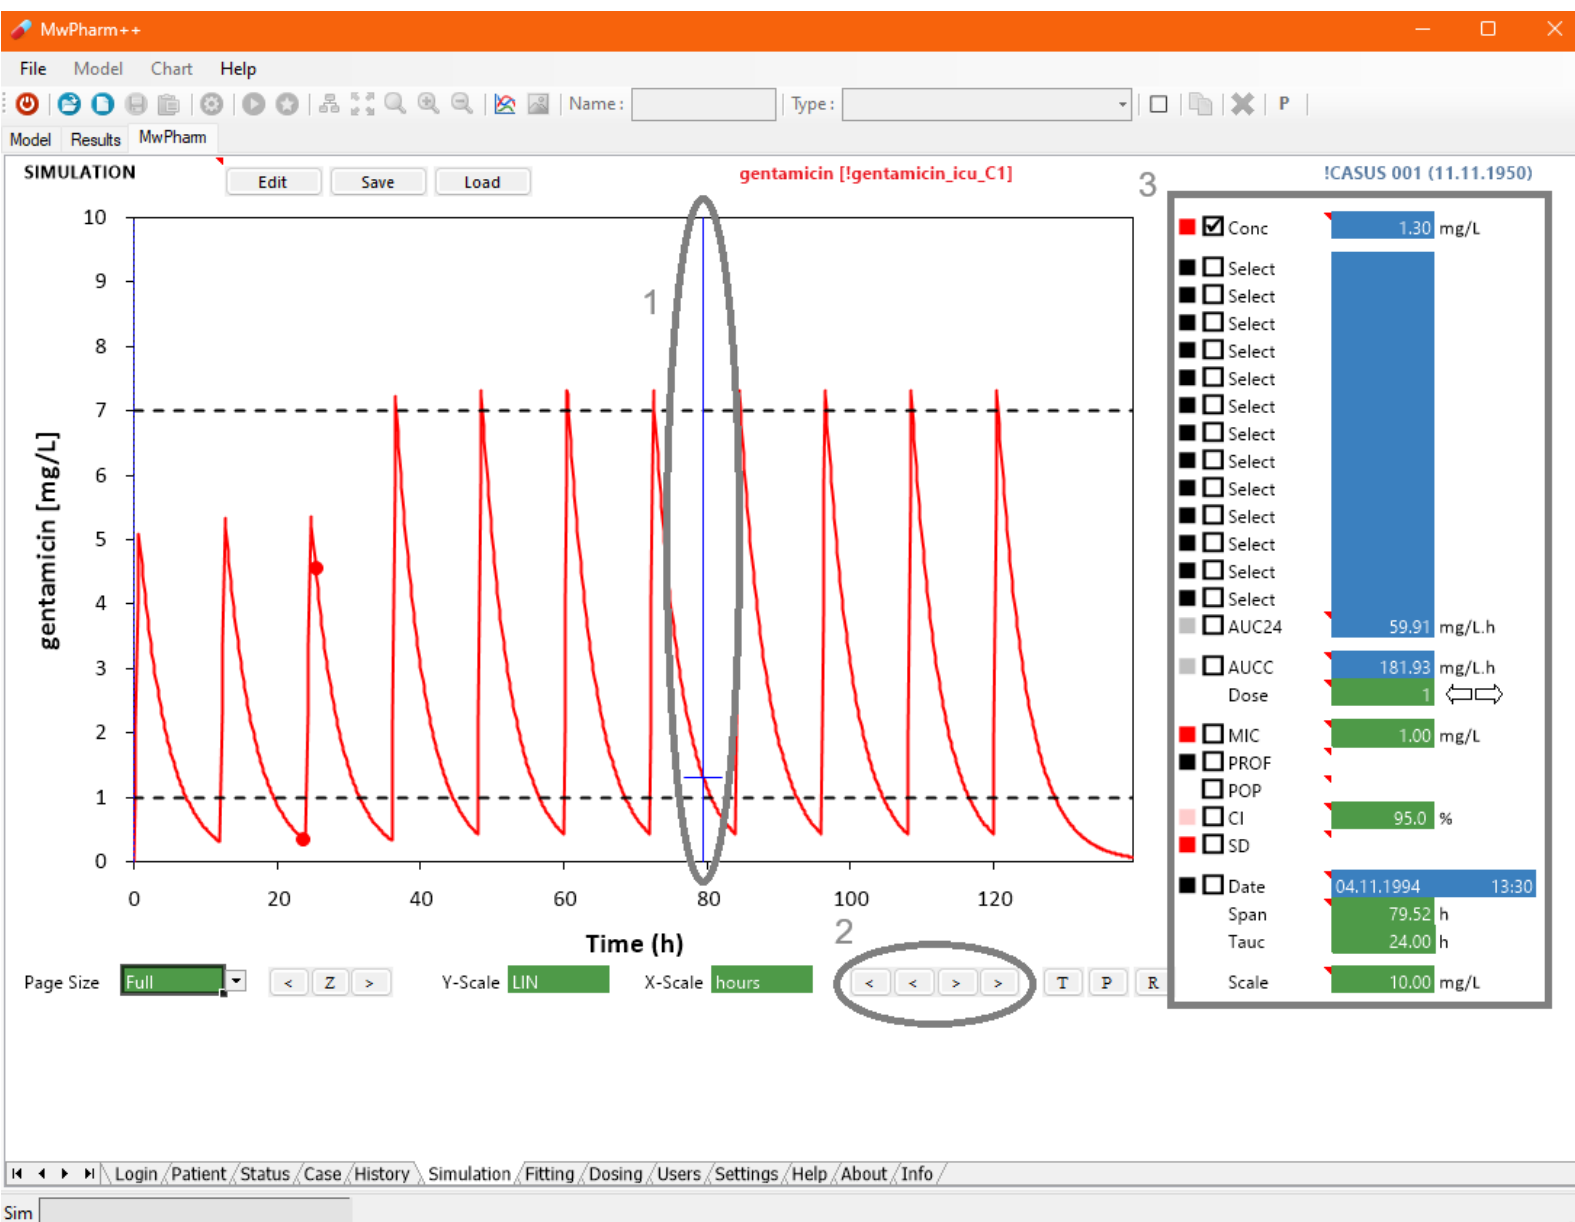 MwPharm++
File Model Chart Help
Name: Type: P
Model Results MwPharm
SIMULATION Edit Save Load gentamicin [!gentamicin_icu_C1] !CASUS 001 (11.11.1950)
3
1
2
gentamicin [mg/L]
10
9
8
7
6
5
4
3
2
1
0
0 20 40 60 80 100 120
Time (h)
Page Size Full < Z > Y-Scale LIN X-Scale hours < < > > T P R
Conc 1.30 mg/L
Select
Select
Select
Select
Select
Select
Select
Select
Select
Select
Select
Select
Select
AUC24 59.91 mg/L.h
AUCC 181.93 mg/L.h
Dose 1
MIC 1.00 mg/L
PROF
POP
CI 95.0 %
SD
Date 04.11.1994 13:30
Span 79.52 h
Tauc 24.00 h
Scale 10.00 mg/L
Login Patient Status Case History Simulation Fitting Dosing Users Settings Help About Info
Sim